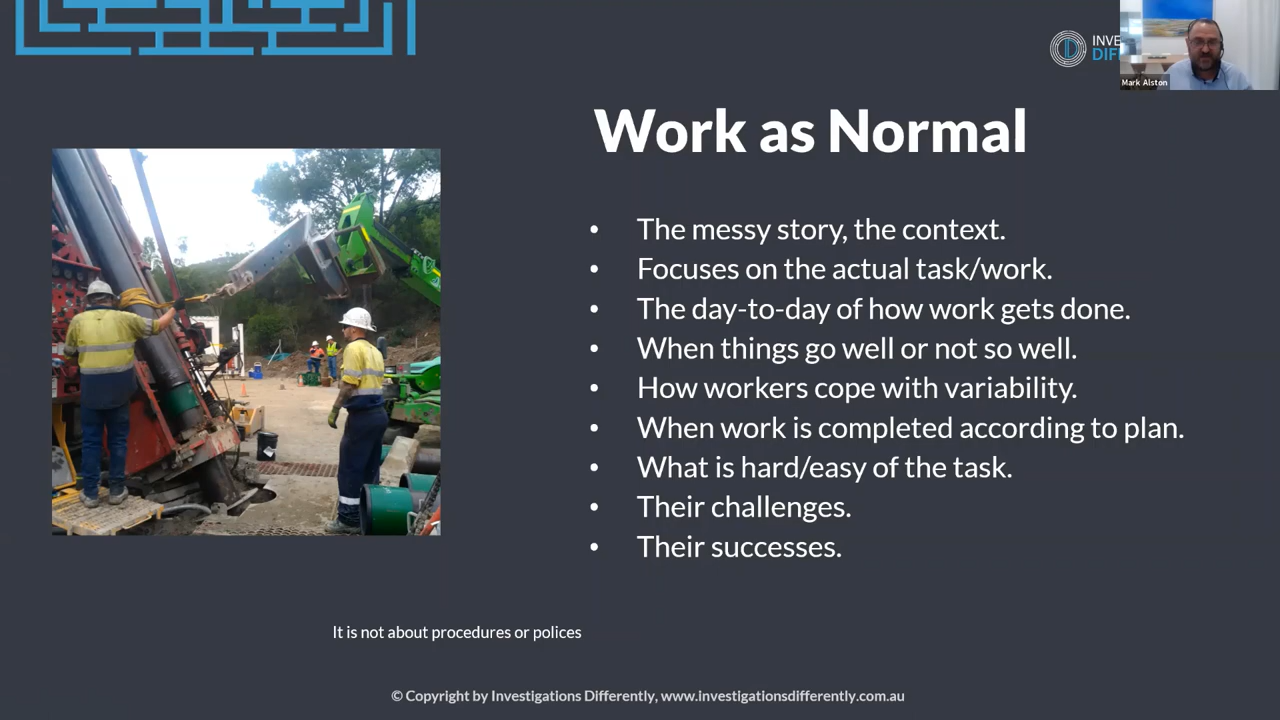 INVE
DIF
Mark Alston
Work as Normal
• The messy story, the context.
• Focuses on the actual task/work.
• The day-to-day of how work gets done.
• When things go well or not so well.
• How workers cope with variability.
• When work is completed according to plan.
• What is hard/easy of the task.
• Their challenges.
• Their successes.
It is not about procedures or polices
© Copyright by Investigations Differently, www.investigationsdifferently.com.au